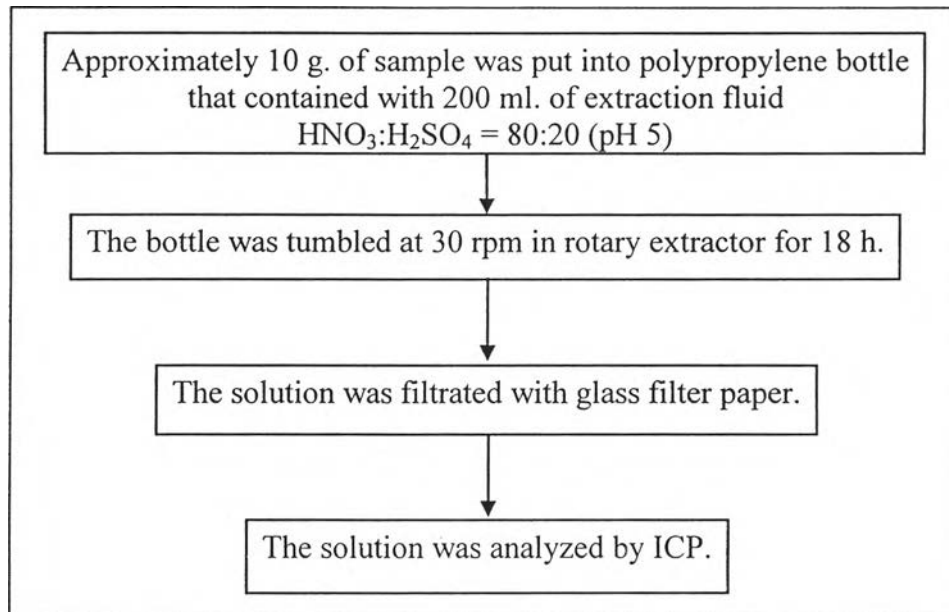 Approximately 10 g. of sample was put into polypropylene bottle
that contained with 200 ml. of extraction fluid
HNO₃:H₂SO₄ = 80:20 (pH 5)
The bottle was tumbled at 30 rpm in rotary extractor for 18 h.
The solution was filtrated with glass filter paper.
The solution was analyzed by ICP.